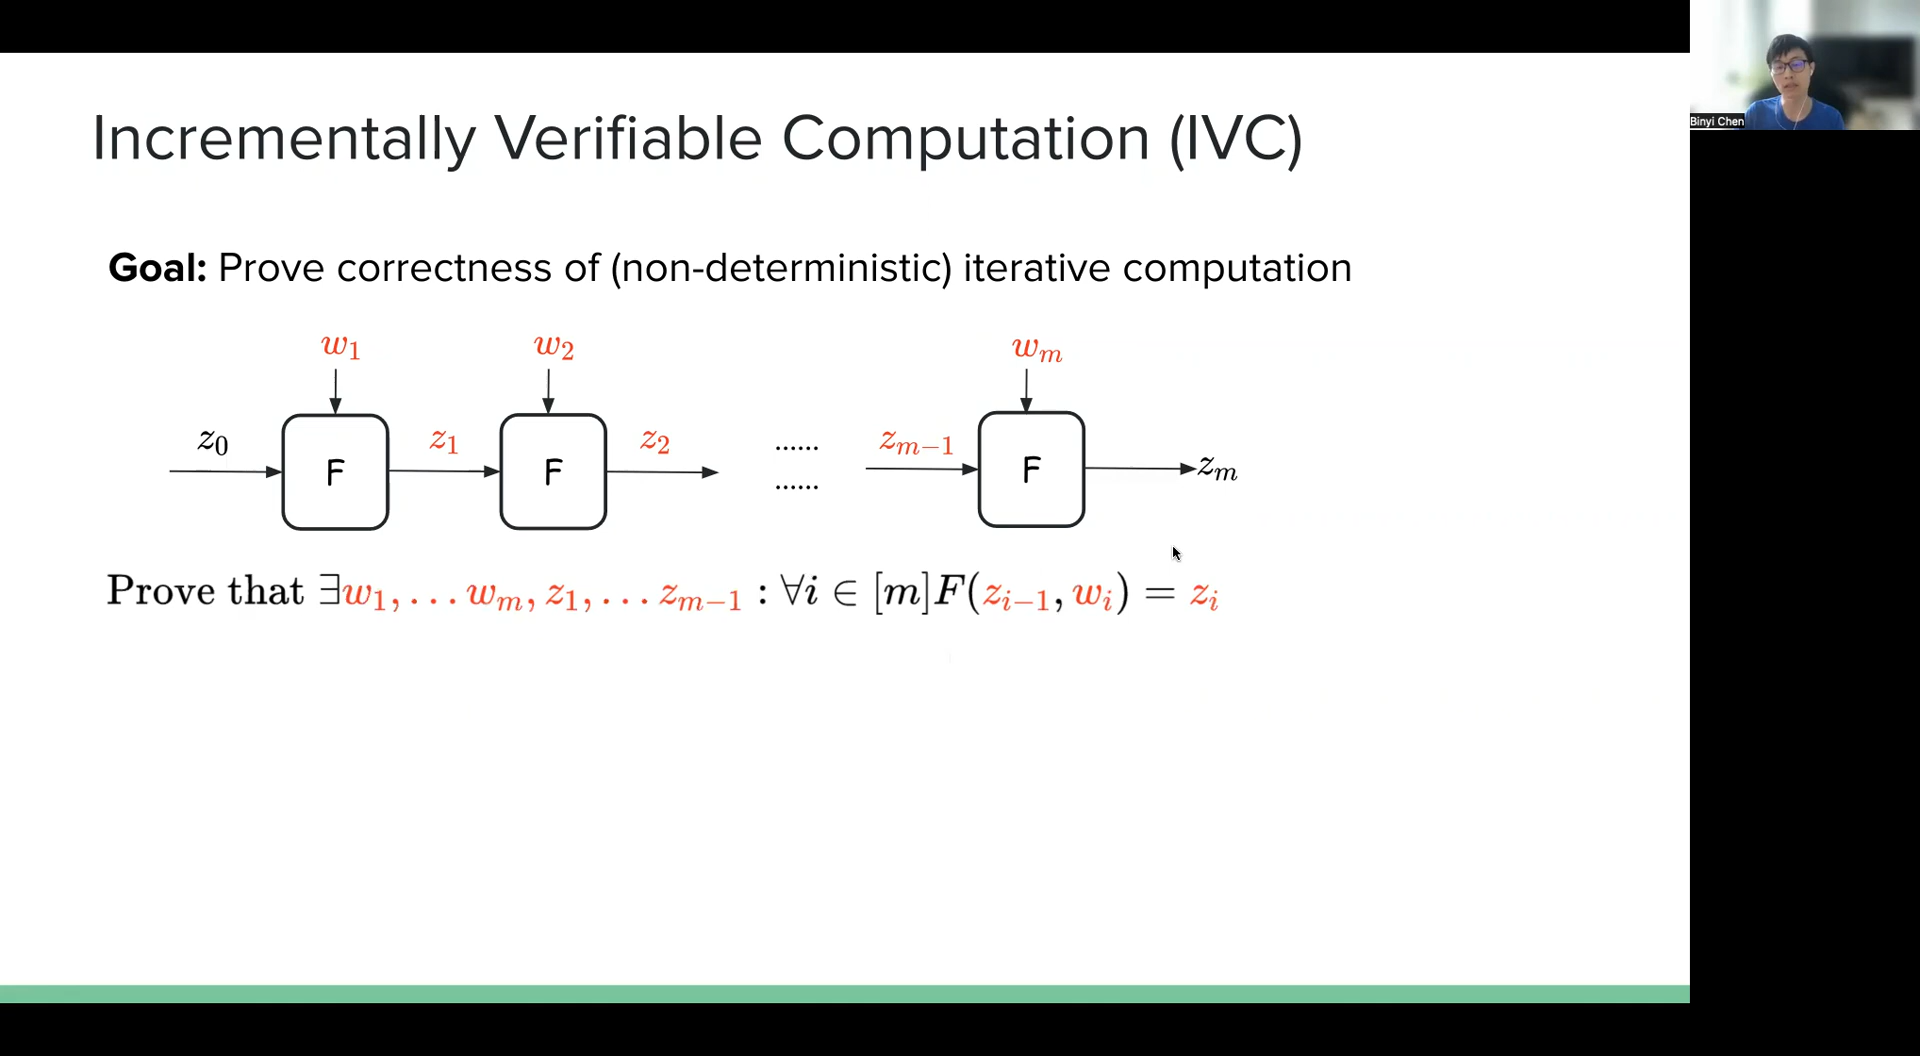 Incrementally Verifiable Computation (IVC)
Binyi Chen
Goal: Prove correctness of (non-deterministic) iterative computation
w_1 w_2 w_m
z_0 F z_1 F z_2 ...... z_{m-1} F z_m
......
Prove that ∃w_1, ... w_m, z_1, ... z_{m-1} : ∀i ∈ [m]F(z_{i-1}, w_i) = z_i